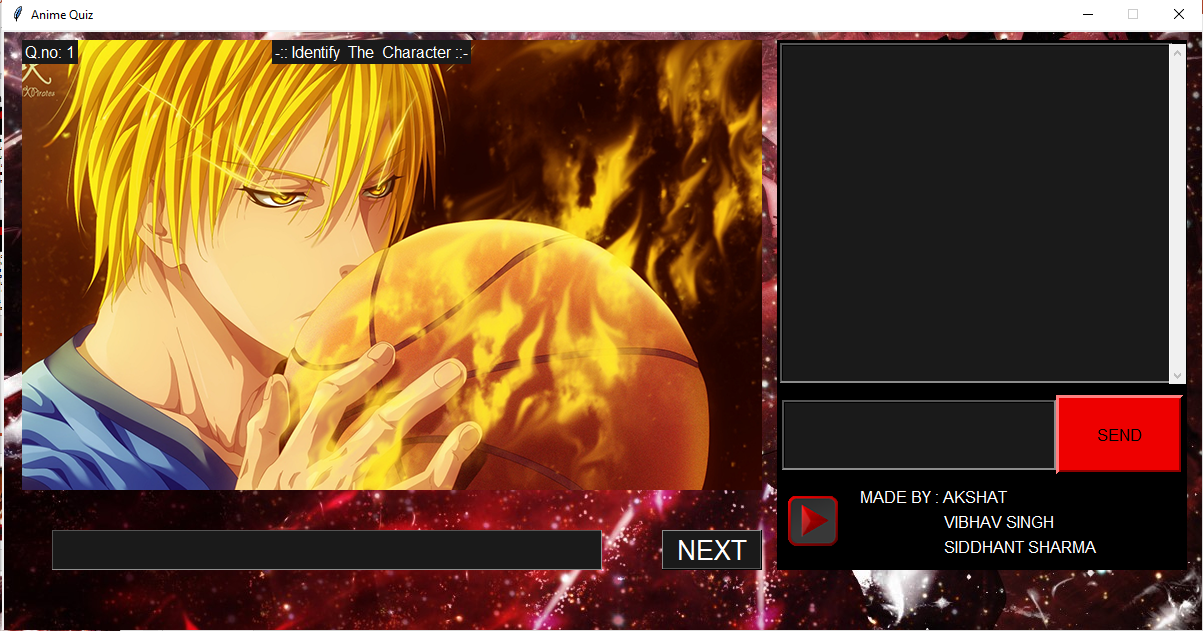 Anime Quiz
Q.no: 1
-:: Identify The Character ::-
NEXT
SEND
MADE BY : AKSHAT
VIBHAV SINGH
SIDDHANT SHARMA